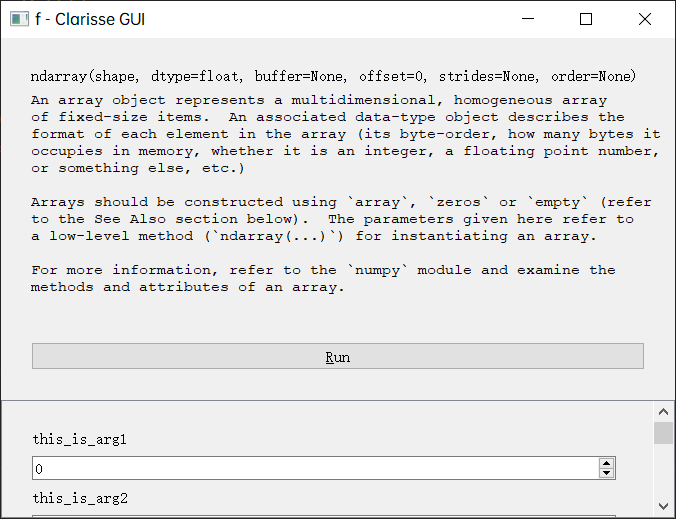 f - Clarisse GUI
ndarray(shape, dtype=float, buffer=None, offset=0, strides=None, order=None)
An array object represents a multidimensional, homogeneous array
of fixed-size items.  An associated data-type object describes the
format of each element in the array (its byte-order, how many bytes it
occupies in memory, whether it is an integer, a floating point number,
or something else, etc.)
Arrays should be constructed using `array`, `zeros` or `empty` (refer
to the See Also section below).  The parameters given here refer to
a low-level method (`ndarray(...)`) for instantiating an array.
For more information, refer to the `numpy` module and examine the
methods and attributes of an array.
Run
this_is_arg1
0
this_is_arg2